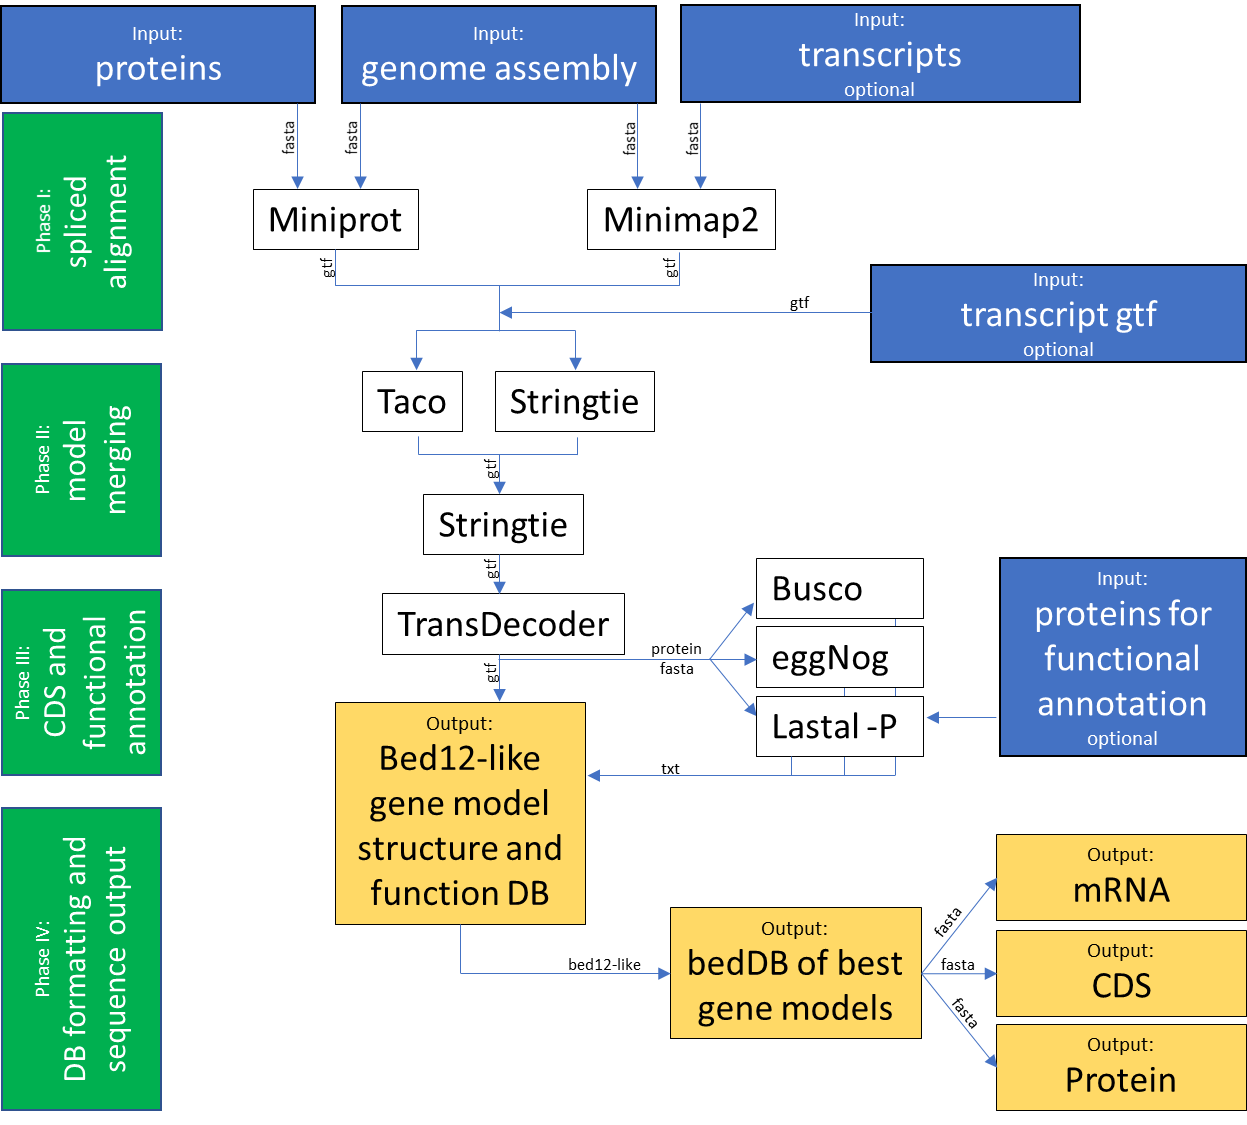 Input:
proteins
Input:
genome assembly
Input:
transcripts
optional
fasta
fasta
fasta
fasta
Phase I:
spliced
alignment
Miniprot
Minimap2
gtf
gtf
Input:
transcript gtf
optional
gtf
Phase II:
model
merging
Taco
Stringtie
gtf
Stringtie
gtf
Phase III:
CDS and
functional
annotation
TransDecoder
protein
fasta
gtf
Busco
eggNog
Lastal -P
Input:
proteins for
functional
annotation
optional
txt
Output:
Bed12-like
gene model
structure and
function DB
Phase IV:
DB formatting and
sequence output
bed12-like
Output:
bedDB of best
gene models
fasta
fasta
fasta
Output:
mRNA
Output:
CDS
Output:
Protein